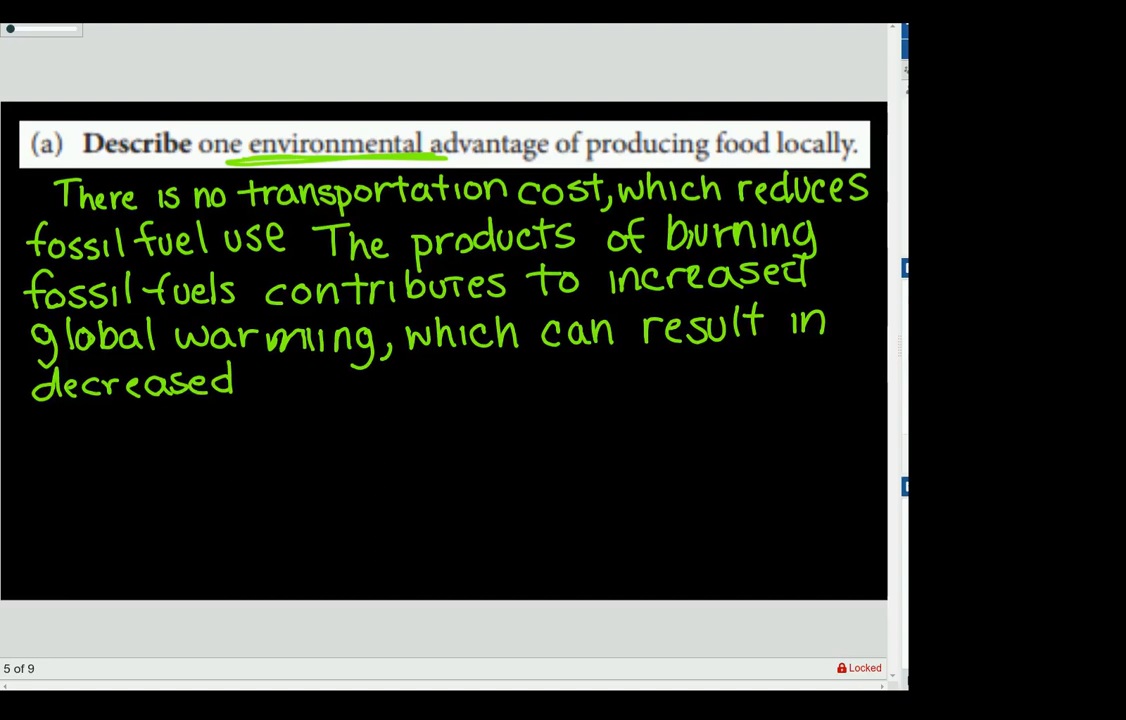 (a) Describe one environmental advantage of producing food locally.
There is no transportation cost, which reduces
fossil fuel use The products of burning
fossil fuels contributes to increased
global warming, which can result in
decreased
5 of 9
Locked